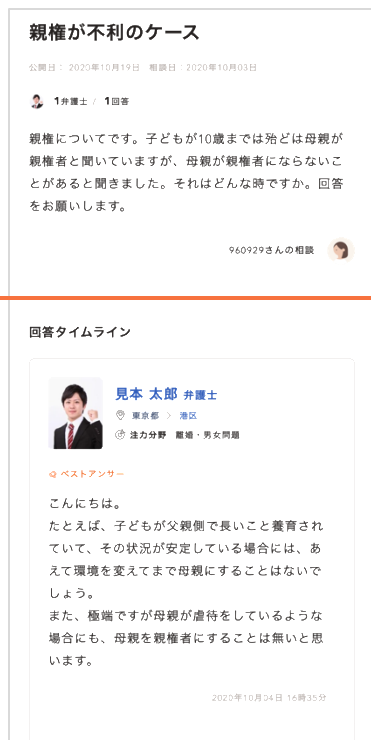 親権が不利のケース
公開日： 2020年10月19日 相談日：2020年10月03日
1弁護士 / 1回答
親権についてです。子どもが10歳までは殆どは母親が
親権者と聞いていますが、母親が親権者にならないこ
とがあると聞きました。それはどんな時ですか。回答
をお願いします。
960929さんの相談
回答タイムライン
見本 太郎 弁護士
東京都 > 港区
注力分野 離婚・男女問題
ベストアンサー
こんにちは。
たとえば、子どもが父親側で長いこと養育され
ていて、その状況が安定している場合には、あ
えて環境を変えてまで母親にすることはないで
しょう。
また、極端ですが母親が虐待をしているような
場合にも、母親を親権者にすることは無いと思
います。
2020年10月04日 16時35分